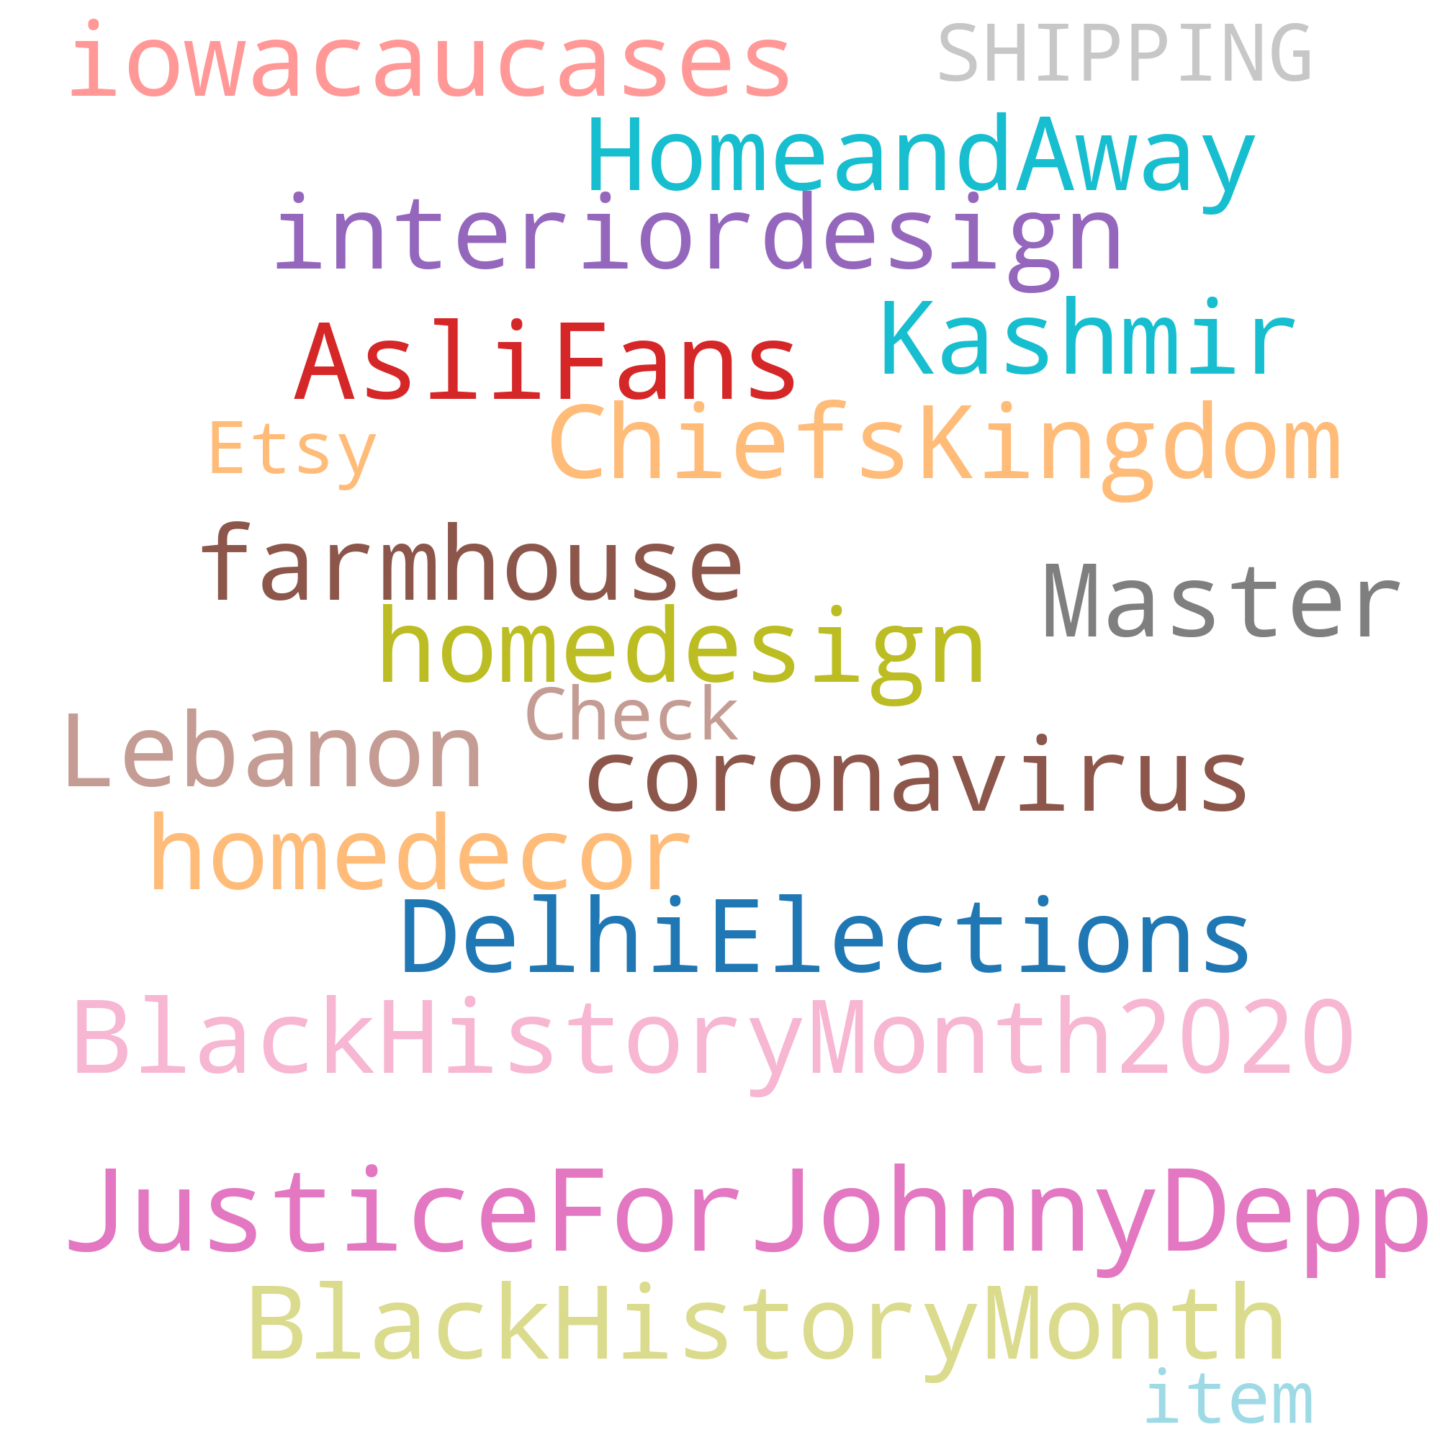 iowacaucases
SHIPPING
HomeandAway
interiordesign
Kashmir
AsliFans
Etsy
ChiefsKingdom
farmhouse
Master
homedesign
Check
Lebanon
coronavirus
homedecor
DelhiElections
BlackHistoryMonth2020
JusticeForJohnnyDepp
BlackHistoryMonth
item